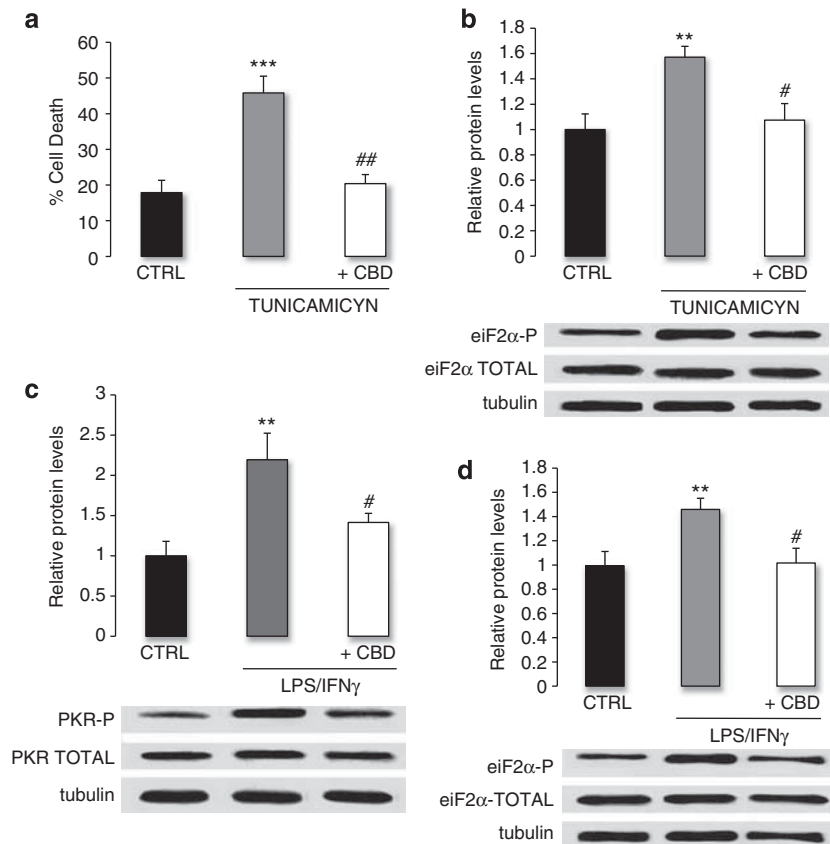 a
% Cell Death
60
50
40
30
20
10
0
***
##
CTRL
+ CBD
TUNICAMICYN
b
Relative protein levels
1.8
1.6
1.4
1.2
1
0.8
0.6
0.4
0.2
0
**
#
CTRL
+ CBD
TUNICAMICYN
eiF2α-P
eiF2α TOTAL
tubulin
c
Relative protein levels
3
2.5
2
1.5
1
0.5
0
**
#
CTRL
+ CBD
LPS/IFNγ
PKR-P
PKR TOTAL
tubulin
d
Relative protein levels
1.8
1.6
1.4
1.2
1
0.8
0.6
0.4
0.2
0
**
#
CTRL
+ CBD
LPS/IFNγ
eiF2α-P
eiF2α-TOTAL
tubulin